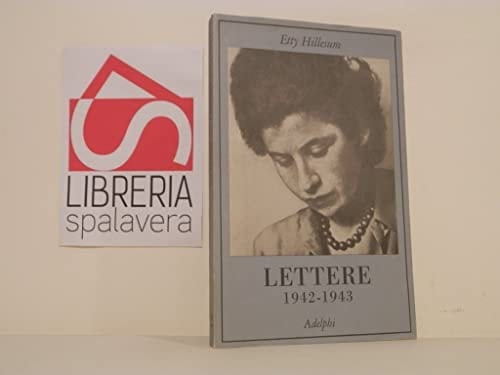 LIBRERIA
spalavera
Etty Hillesum
LETTERE
1942-1943
Adelphi